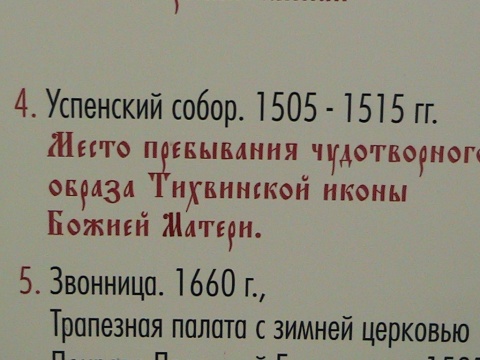 4. Успенский собор. 1505 - 1515 гг.
Место пребывания чудотворного
образа Тихвинской иконы
Божией Матери.
5. Звонница. 1660 г.,
Трапезная палата с зимней церковью